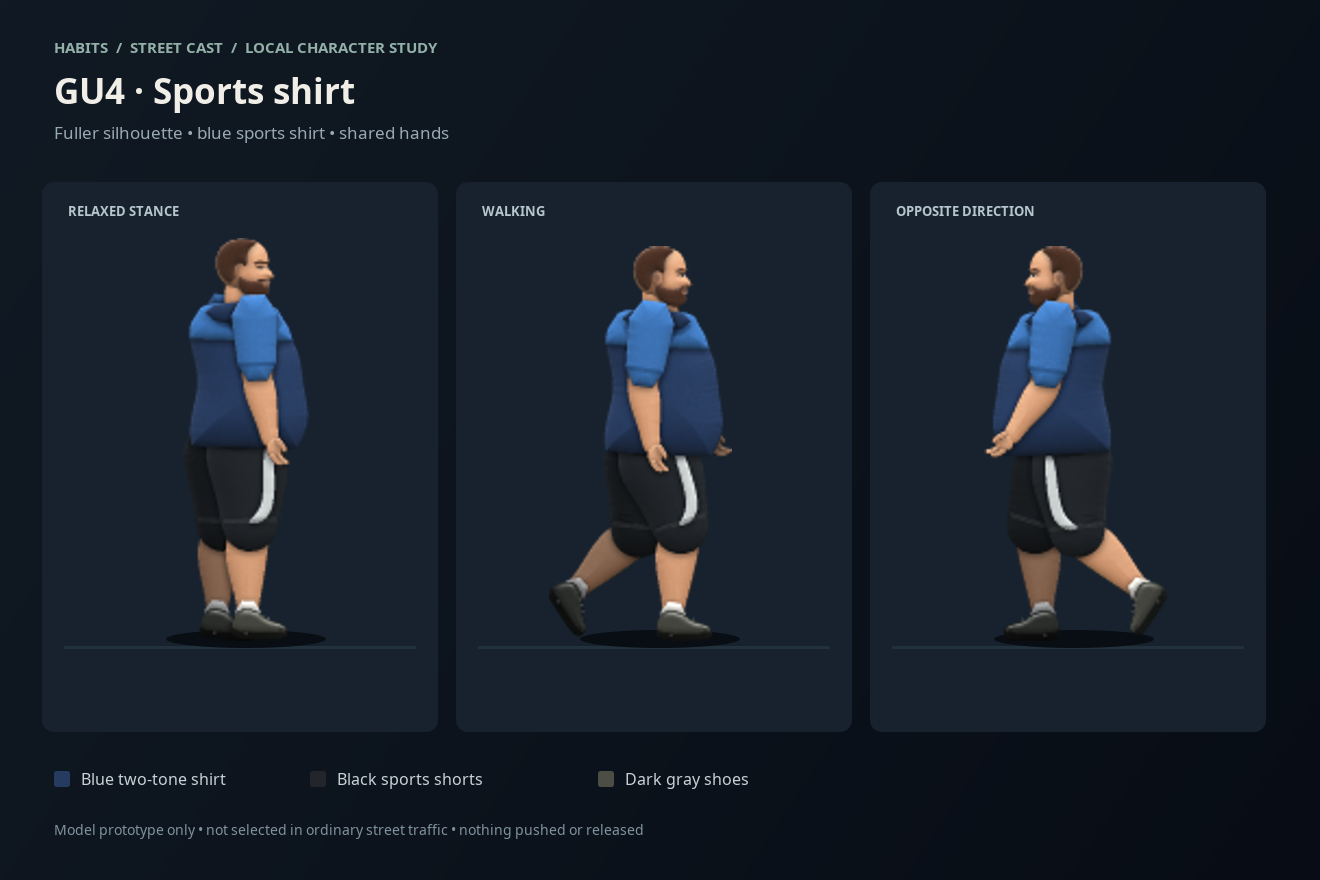 HABITS / STREET CAST / LOCAL CHARACTER STUDY
GU4 · Sports shirt
Fuller silhouette • blue sports shirt • shared hands
RELAXED STANCE
WALKING
OPPOSITE DIRECTION
Blue two-tone shirt
Black sports shorts
Dark gray shoes
Model prototype only • not selected in ordinary street traffic • nothing pushed or released